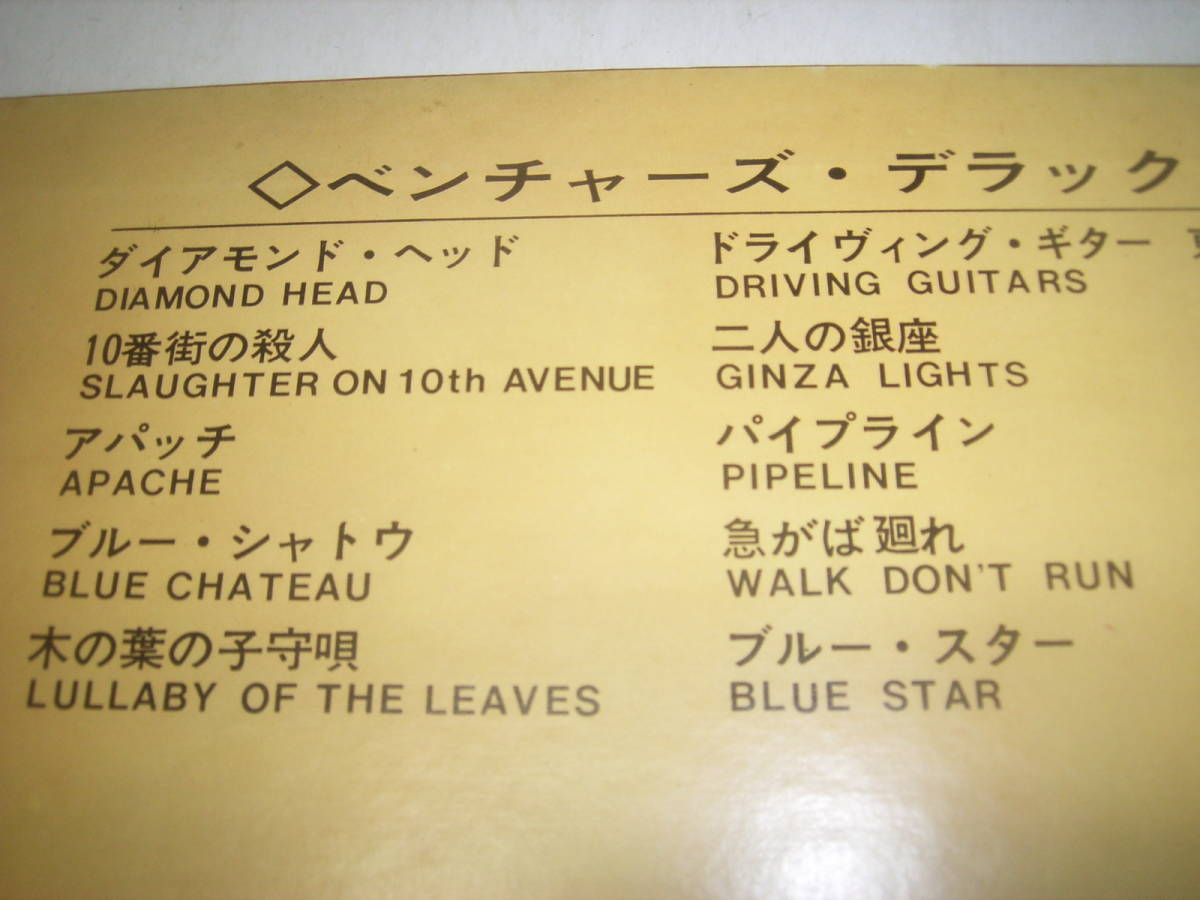 ◇ベンチャーズ・デラック
ダイアモンド・ヘッド
DIAMOND HEAD
10番街の殺人
SLAUGHTER ON 10th AVENUE
アパッチ
APACHE
ブルー・シャトウ
BLUE CHATEAU
木の葉の子守唄
LULLABY OF THE LEAVES
ドライヴィング・ギター
DRIVING GUITARS
二人の銀座
GINZA LIGHTS
パイプライン
PIPELINE
急がば廻れ
WALK DON'T RUN
ブルー・スター
BLUE STAR